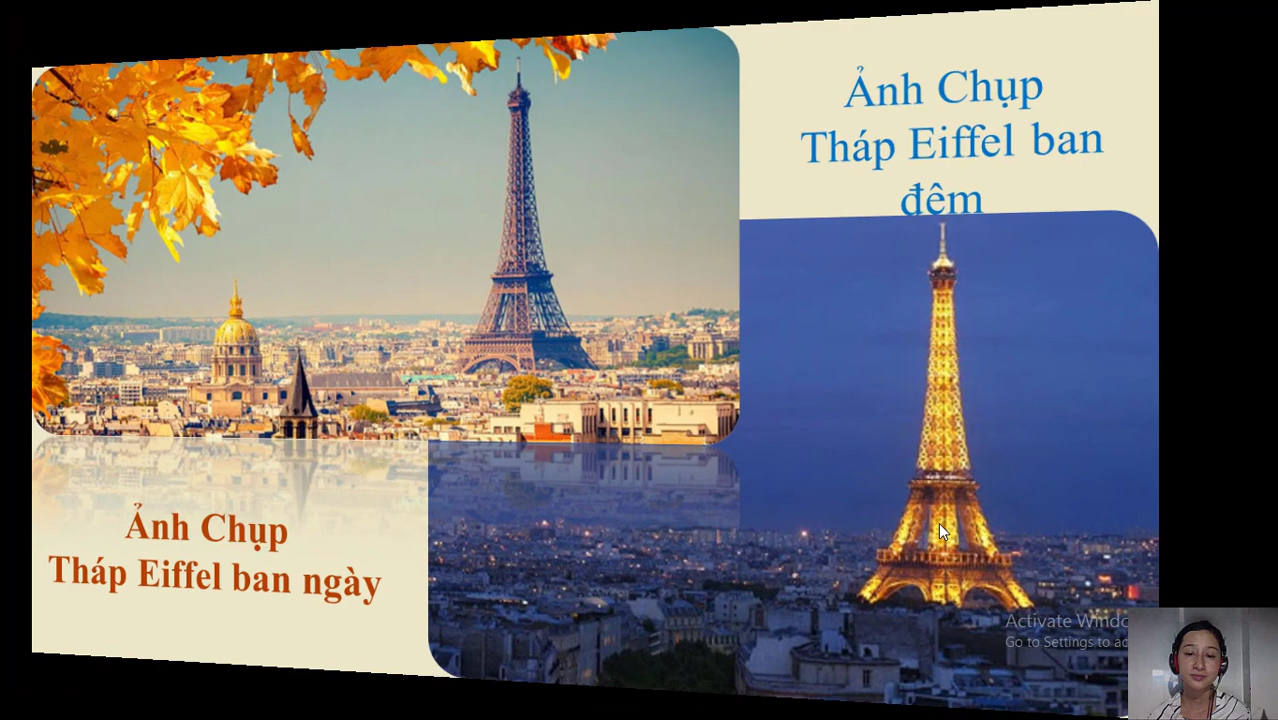 Ảnh Chụp
Tháp Eiffel ban
đêm
Ảnh Chụp
Tháp Eiffel ban ngày
Activate Windo
Go to Settings to ac